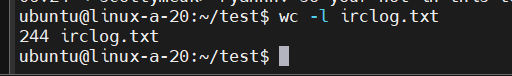 ubuntu@linux-a-20:~/test$ wc -l irclog.txt
244 irclog.txt
ubuntu@linux-a-20:~/test$